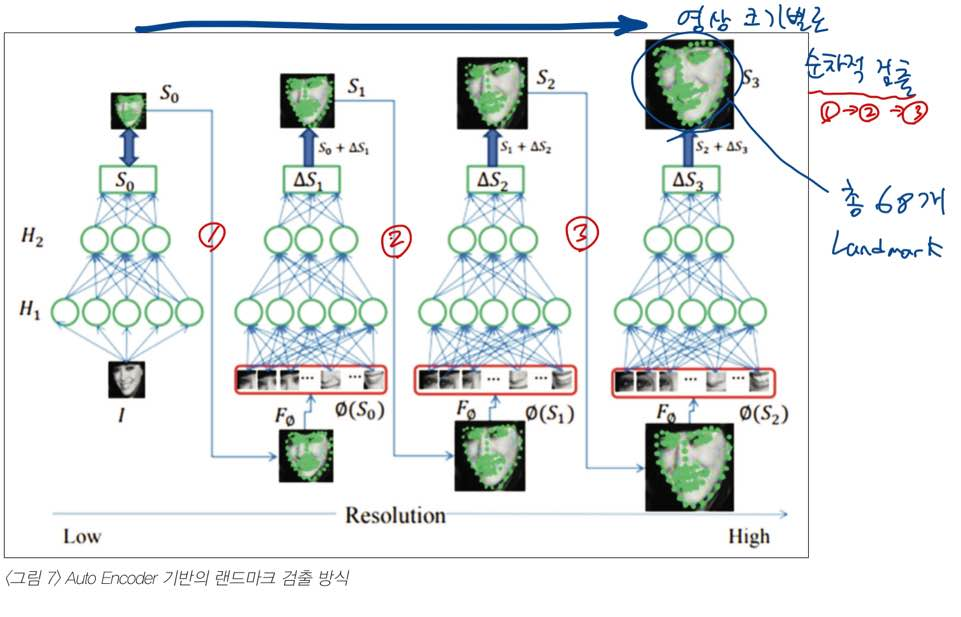 영상 크기별로
순차적 검출
①→②→③
총 68개
Landmark
S₀
S₁
S₂
S₃
S₀ + ΔS₁
S₁ + ΔS₂
S₂ + ΔS₃
S₀
ΔS₁
ΔS₂
ΔS₃
H₂
①
②
③
H₁
... ...
... ...
... ...
I
F∅
∅(S₀)
F∅
∅(S₁)
F∅
∅(S₂)
Resolution
Low
High
〈그림 7〉 Auto Encoder 기반의 랜드마크 검출 방식